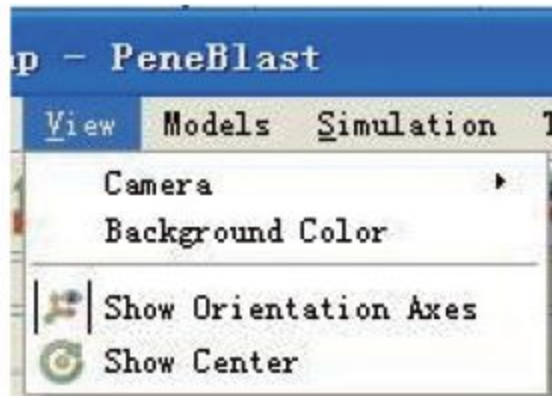 p - PeneBlast
View Models Simulation
Camera
Background Color
Show Orientation Axes
Show Center